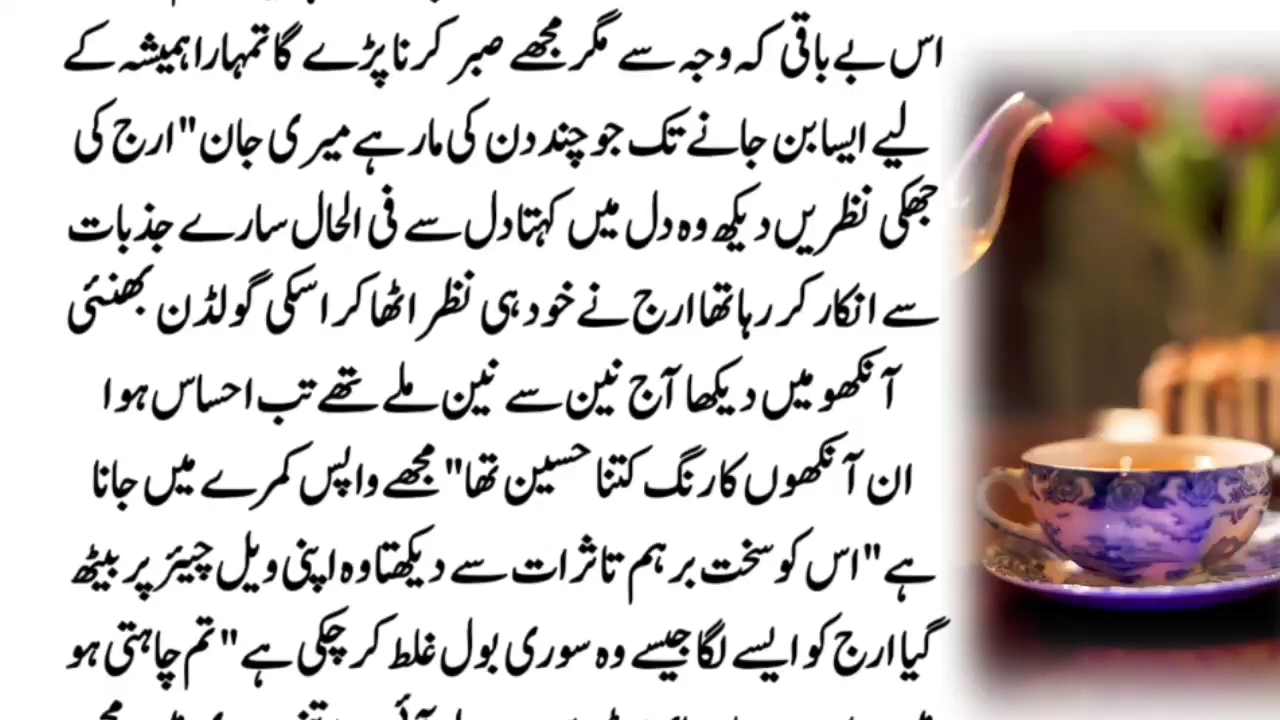 اس بے باقی کہ وجہ سے مگر مجھے صبر کرنا پڑے گا تمہارا ہمیشہ کے
لیے ایسا بن جانے تک جو چند دن کی مار ہے میری جان" ارج کی
جھکی نظریں دیکھ وہ دل میں کہتا دل سے فی الحال سارے جذبات
سے انکار کر رہا تھا ارج نے خود ہی نظر اٹھا کر اسکی گولڈن بھنئی
آنکھو میں دیکھا آج نین سے نین ملے تھے تب احساس ہوا
ان آنکھوں کا رنگ کتنا حسین تھا" مجھے واپس کمرے میں جانا
ہے" اس کو سخت برہم تاثرات سے دیکھتا وہ اپنی ویل چیئر پر بیٹھ
گیا ارج کو ایسے لگا جیسے وہ سوری بول غلط کر چکی ہے" تم چاہتی ہو